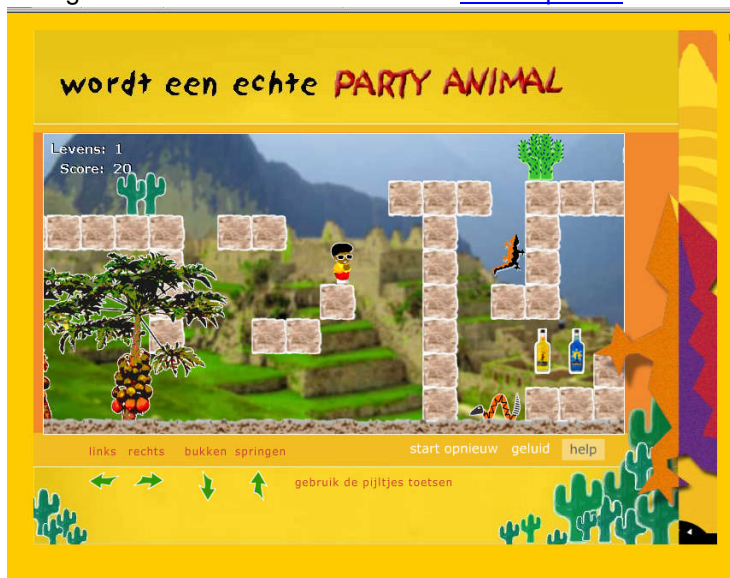 wordt een echte PARTY ANIMAL
Levens: 1
Score: 20
links rechts bukken springen
start opnieuw geluid help
gebruik de pijltjes toetsen